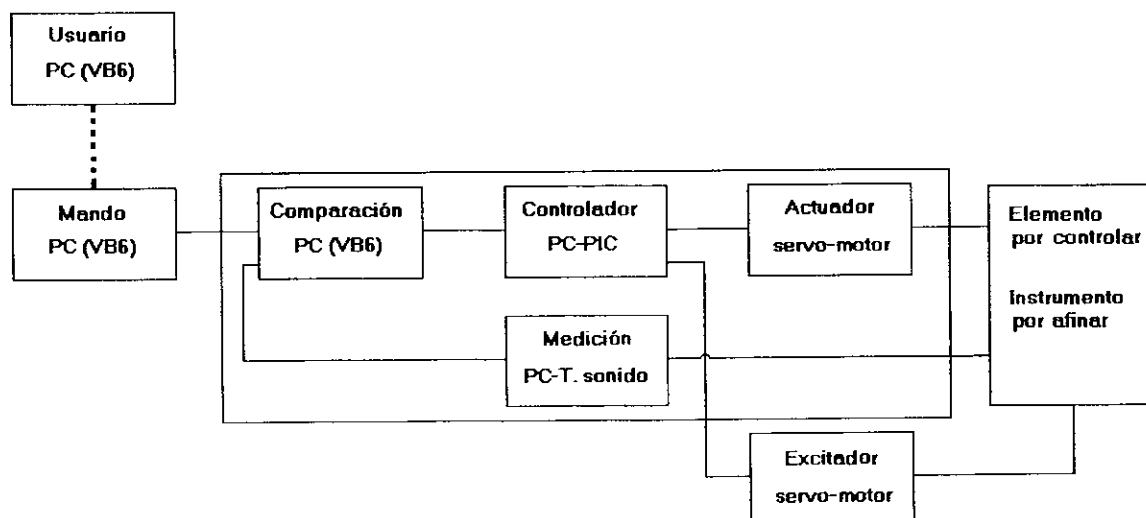 Usuario
PC (VB6)
Mando
PC (VB6)
Comparación
PC (VB6)
Controlador
PC-PIC
Actuador
servo-motor
Elemento
por controlar
Instrumento
por afinar
Medición
PC-T. sonido
Excitador
servo-motor